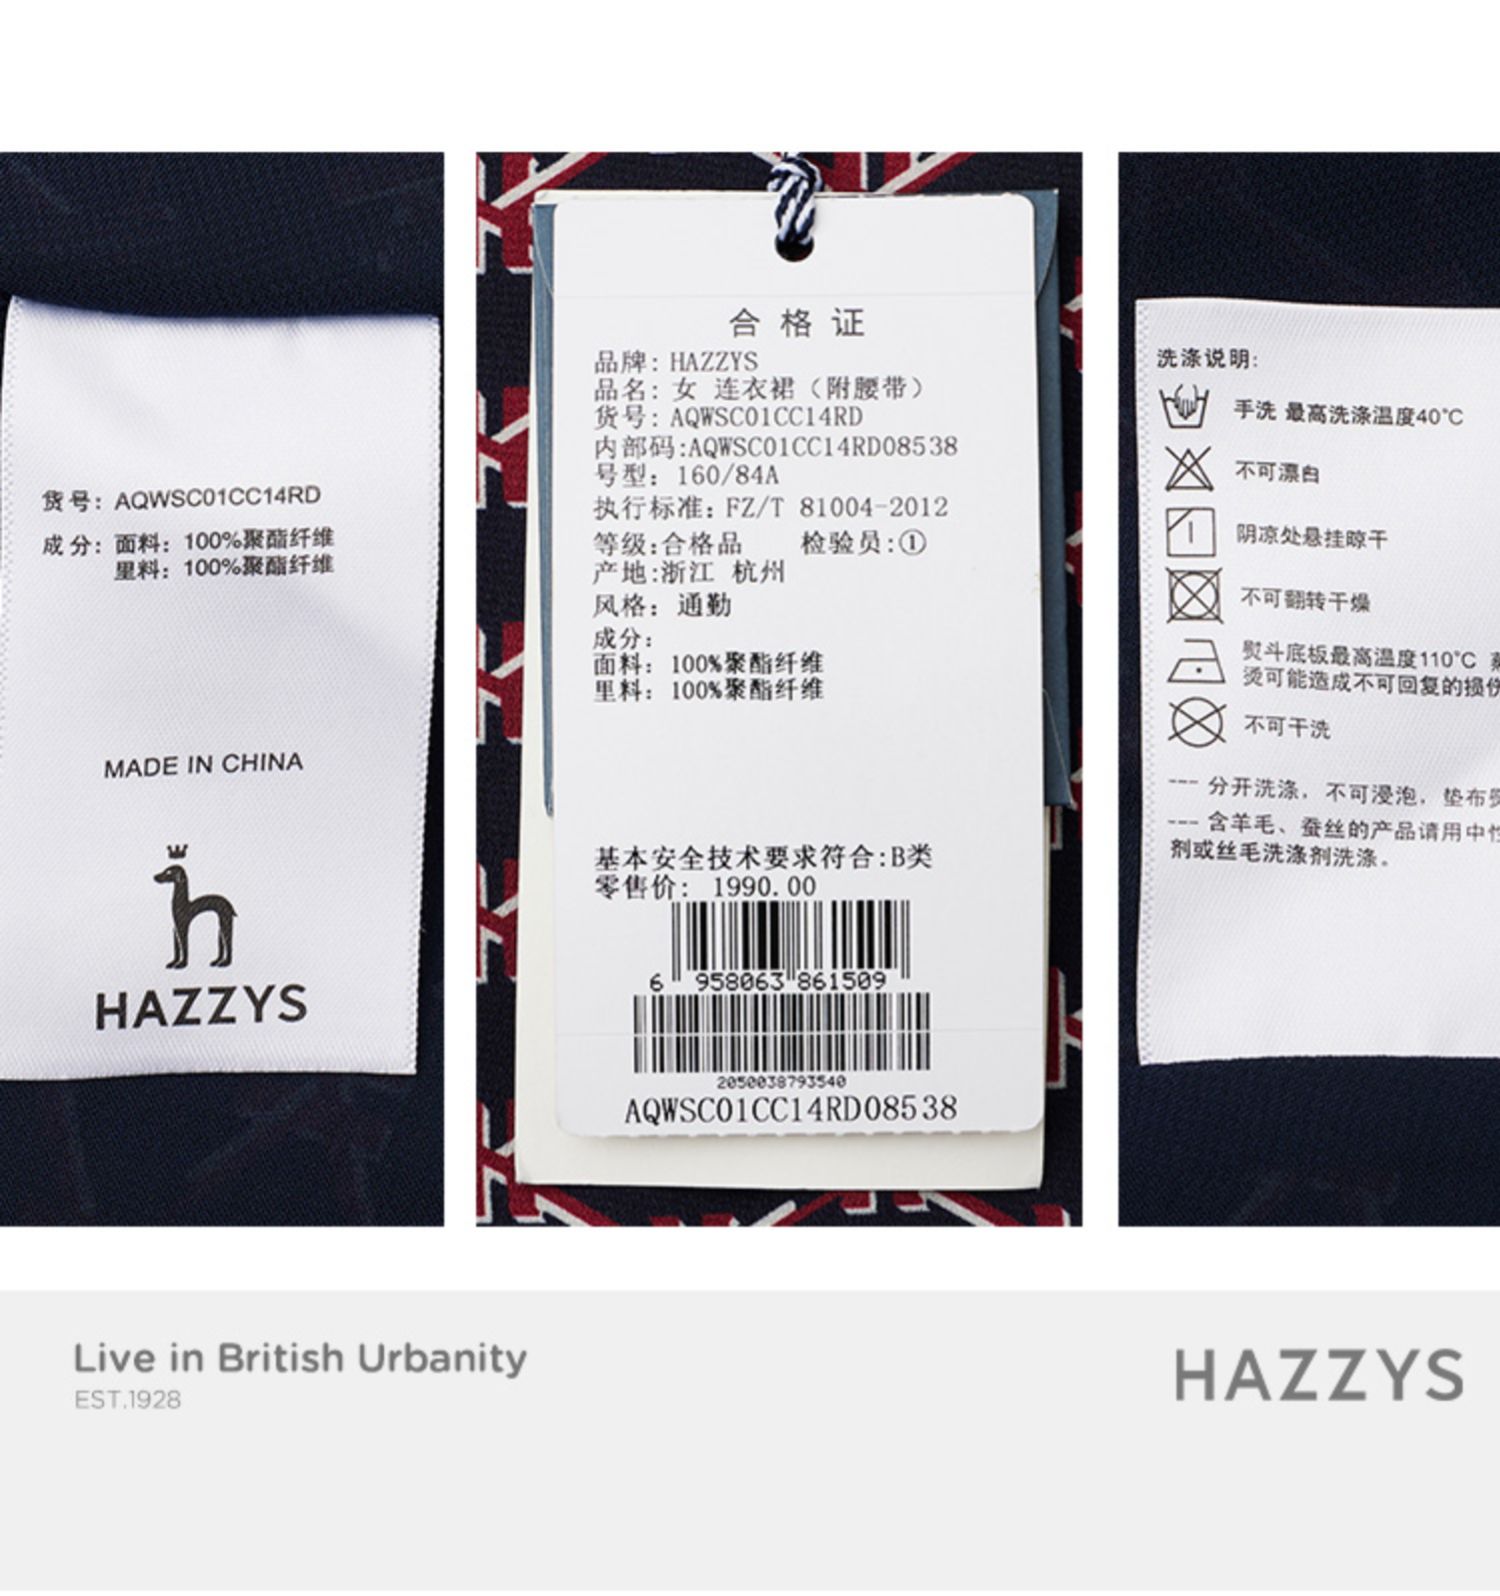 货号：AQWSC01CC14RD
成分：面料：100%聚酯纤维
里料：100%聚酯纤维
MADE IN CHINA
HAZZYS
合格证
品牌：HAZZYS
品名：女 连衣裙（附腰带）
货号：AQWSC01CC14RD
内部码:AQWSC01CC14RD08538
号型：160/84A
执行标准：FZ/T 81004-2012
等级:合格品 检验员:①
产地:浙江 杭州
风格：通勤
成分：
面料：100%聚酯纤维
里料：100%聚酯纤维
基本安全技术要求符合:B类
零售价： 1990.00
6 958063 861509
2050038793540
AQWSC01CC14RD08538
洗涤说明：
手洗 最高洗涤温度40℃
不可漂白
阴凉处悬挂晾干
不可翻转干燥
熨斗底板最高温度110℃
烫可能造成不可回复的损伤
不可干洗
--- 分开洗涤，不可浸泡，垫布
--- 含羊毛、蚕丝的产品请用中性
剂或丝毛洗涤剂洗涤。
Live in British Urbanity
EST.1928
HAZZYS